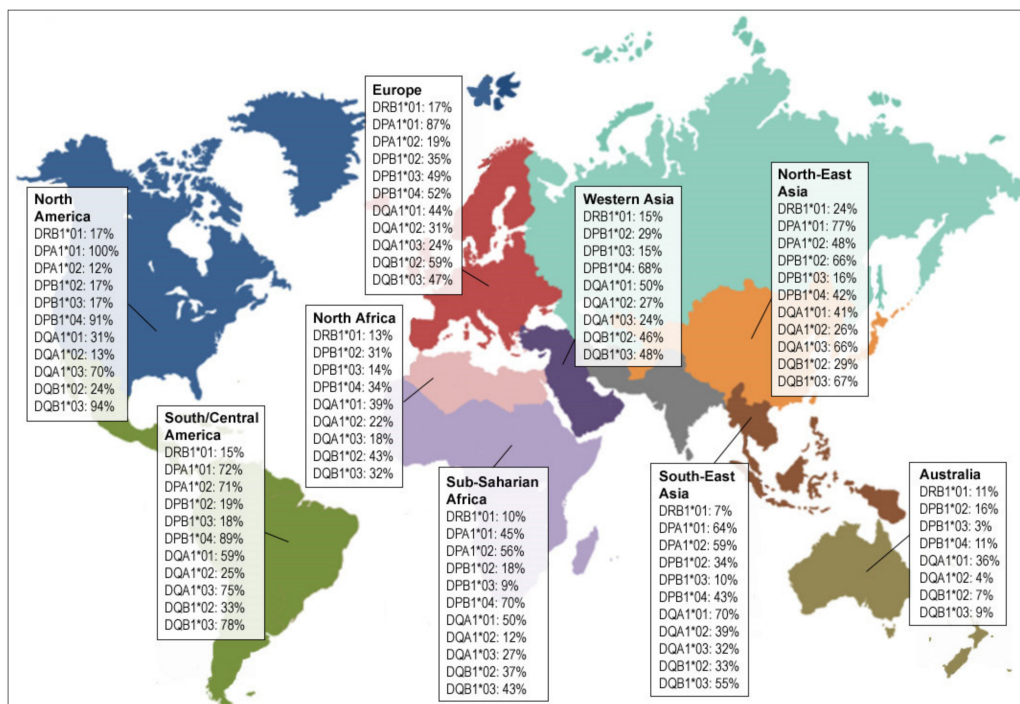 Europe
DRB1*01: 17%
DPA1*01: 87%
DPA1*02: 19%
DPB1*02: 35%
DPB1*03: 49%
DPB1*04: 52%
DQA1*01: 44%
DQA1*02: 31%
DQA1*03: 24%
DQB1*02: 59%
DQB1*03: 47%
North
America
DRB1*01: 17%
DPA1*01: 100%
DPA1*02: 12%
DPB1*02: 17%
DPB1*03: 17%
DPB1*04: 91%
DQA1*01: 31%
DQA1*02: 13%
DQA1*03: 70%
DQB1*02: 24%
DQB1*03: 94%
Western Asia
DRB1*01: 15%
DPB1*02: 29%
DPB1*03: 15%
DPB1*04: 68%
DQA1*01: 50%
DQA1*02: 27%
DQA1*03: 24%
DQB1*02: 46%
DQB1*03: 48%
North-East
Asia
DRB1*01: 24%
DPA1*01: 77%
DPA1*02: 48%
DPB1*02: 66%
DPB1*03: 16%
DPB1*04: 42%
DQA1*01: 41%
DQA1*02: 26%
DQA1*03: 66%
DQB1*02: 29%
DQB1*03: 67%
North Africa
DRB1*01: 13%
DPB1*02: 31%
DPB1*03: 14%
DPB1*04: 34%
DQA1*01: 39%
DQA1*02: 22%
DQA1*03: 18%
DQB1*02: 43%
DQB1*03: 32%
South/Central
America
DRB1*01: 15%
DPA1*01: 72%
DPA1*02: 71%
DPB1*02: 19%
DPB1*03: 18%
DPB1*04: 89%
DQA1*01: 59%
DQA1*02: 25%
DQA1*03: 75%
DQB1*02: 33%
DQB1*03: 78%
Sub-Saharian
Africa
DRB1*01: 10%
DPA1*01: 45%
DPA1*02: 56%
DPB1*02: 18%
DPB1*03: 9%
DPB1*04: 70%
DQA1*01: 50%
DQA1*02: 12%
DQA1*03: 27%
DQB1*02: 37%
DQB1*03: 43%
South-East
Asia
DRB1*01: 7%
DPA1*01: 64%
DPA1*02: 59%
DPB1*02: 34%
DPB1*03: 10%
DPB1*04: 43%
DQA1*01: 70%
DQA1*02: 39%
DQA1*03: 32%
DQB1*02: 33%
DQB1*03: 55%
Australia
DRB1*01: 11%
DPB1*02: 16%
DPB1*03: 3%
DPB1*04: 11%
DQA1*01: 36%
DQA1*02: 4%
DQB1*02: 7%
DQB1*03: 9%